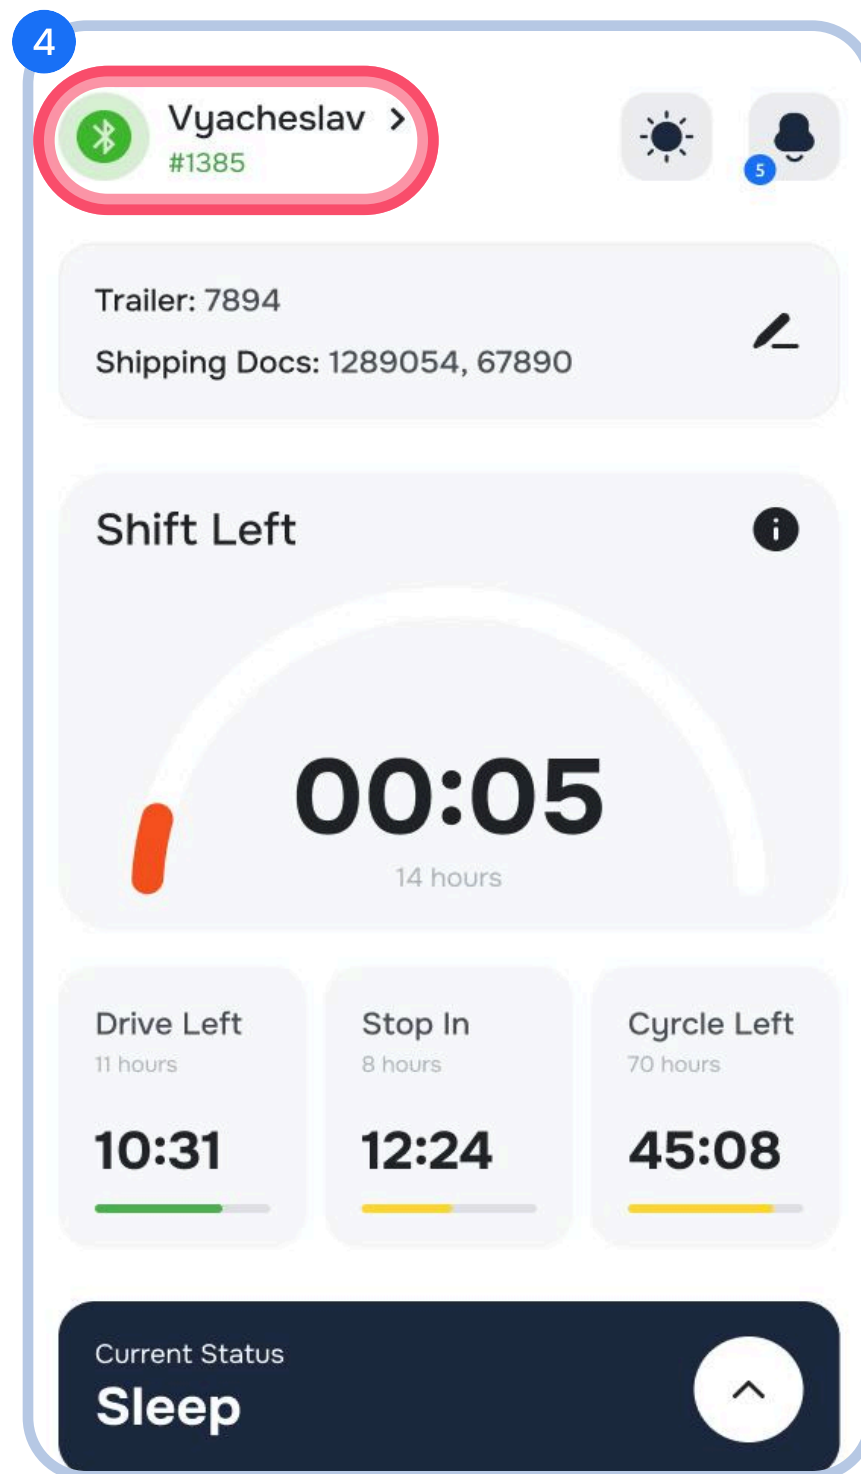 4
Vyacheslav
#1385
5
Trailer: 7894
Shipping Docs: 1289054, 67890
Shift Left
00:05
14 hours
Drive Left
11 hours
10:31
Stop In
8 hours
12:24
Cyrcle Left
70 hours
45:08
Current Status
Sleep